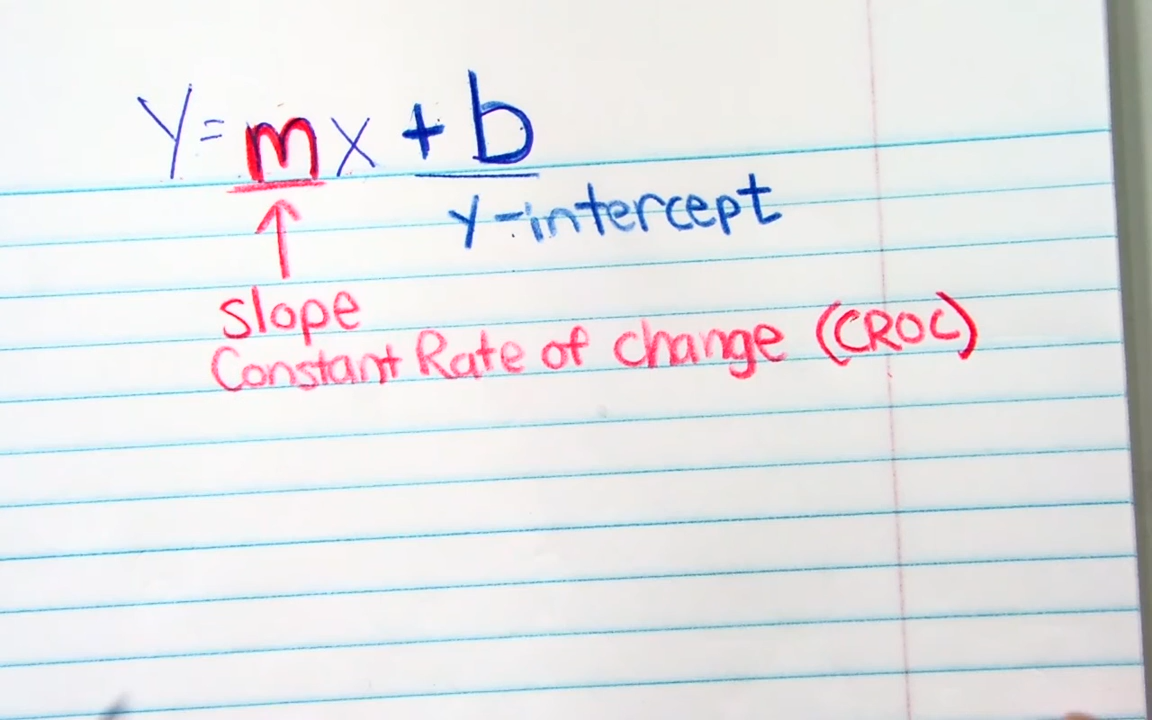 Y = mx + b
y-intercept
slope
Constant Rate of change (CROC)